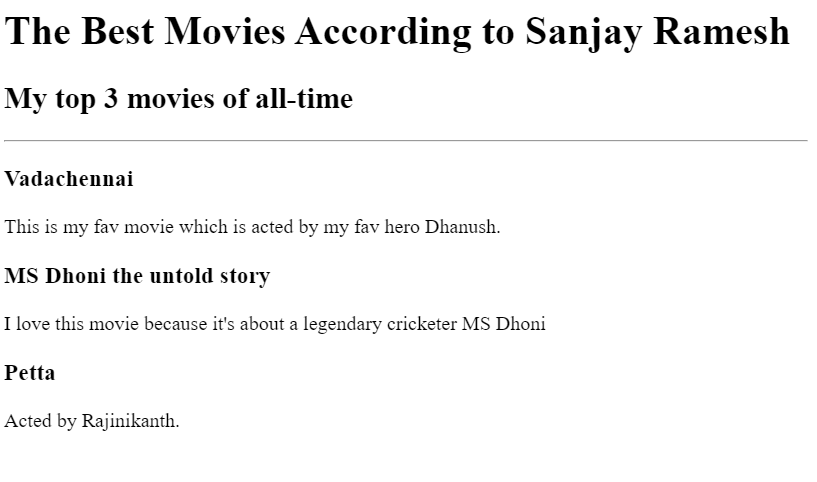 The Best Movies According to Sanjay Ramesh
My top 3 movies of all-time
Vadachennai
This is my fav movie which is acted by my fav hero Dhanush.
MS Dhoni the untold story
I love this movie because it's about a legendary cricketer MS Dhoni
Petta
Acted by Rajinikanth.